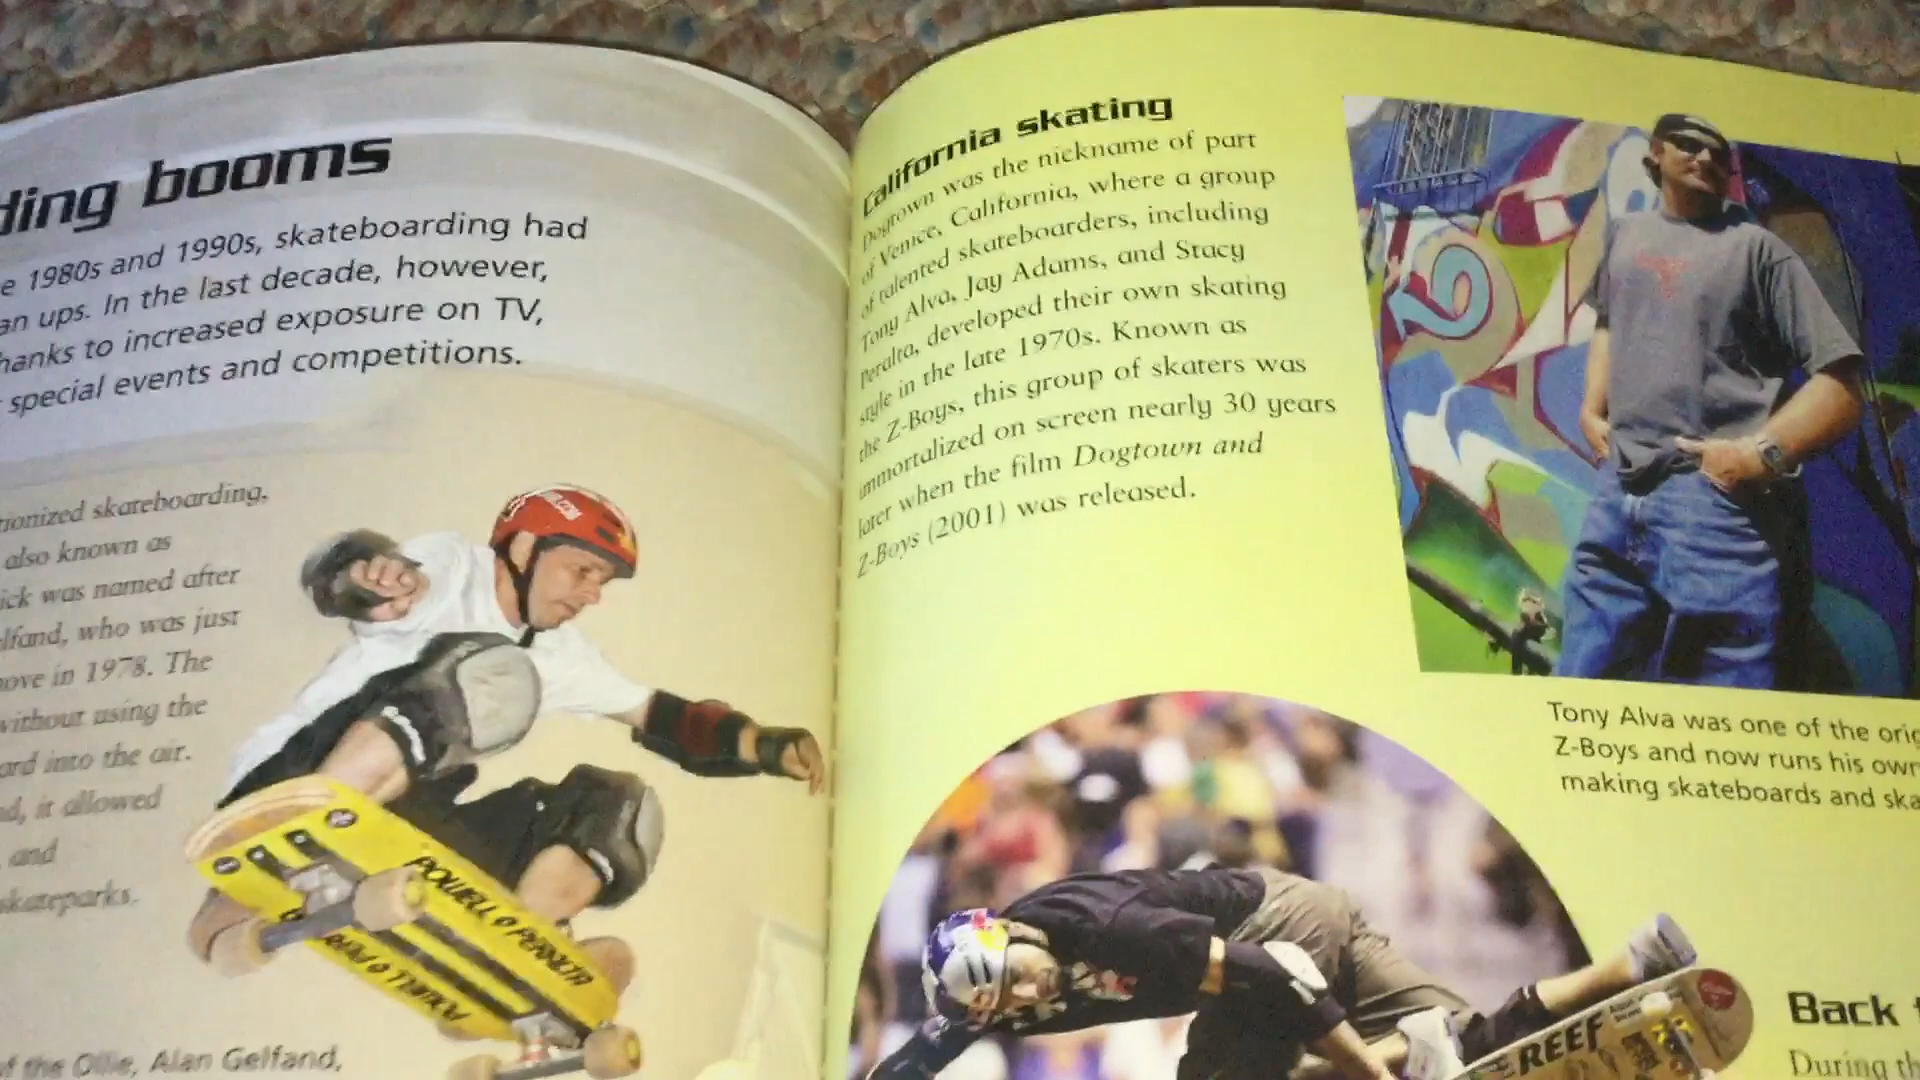 ding booms
e 1980s and 1990s, skateboarding had
an ups. In the last decade, however,
hanks to increased exposure on TV,
special events and competitions.
tionized skateboarding,
also known as
ick was named after
elfand, who was just
ove in 1978. The
without using the
ard into the air.
nd, it allowed
and
skateparks.
of the Ollie, Alan Gelfand,
POWELL PERALTA
POWELL PERALTA
California skating
Dogtown was the nickname of part
of Venice, California, where a group
of talented skateboarders, including
Tony Alva, Jay Adams, and Stacy
Peralta, developed their own skating
style in the late 1970s. Known as
the Z-Boys, this group of skaters was
immortalized on screen nearly 30 years
later when the film Dogtown and
Z-Boys (2001) was released.
Tony Alva was one of the orig
Z-Boys and now runs his own
making skateboards and ska
REEF
Back
During th